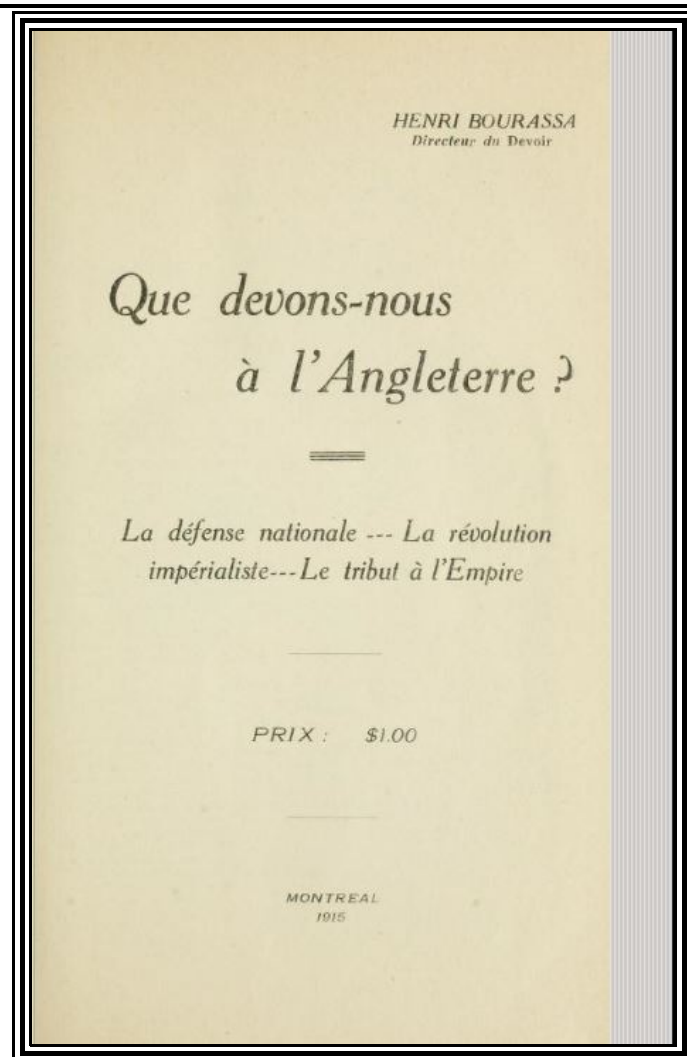 HENRI BOURASSA
Directeur du Devoir
Que devons-nous
à l'Angleterre ?
La défense nationale --- La révolution
impérialiste---Le tribut à l'Empire
PRIX : $1.00
MONTREAL
1915